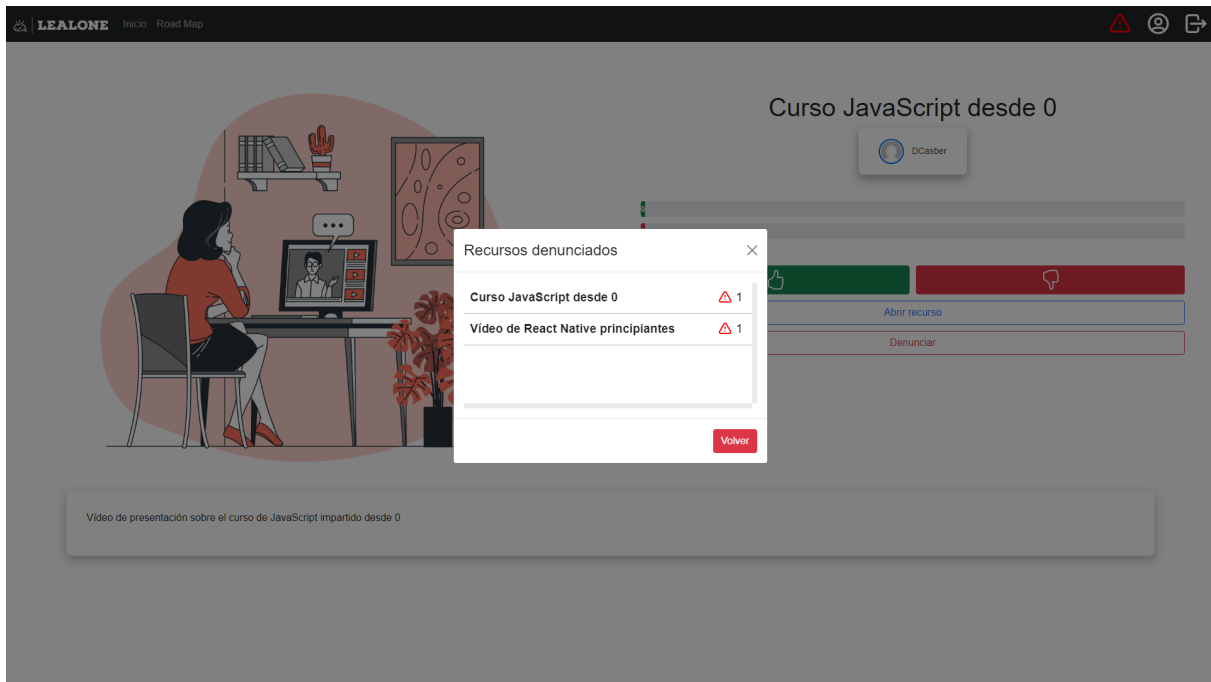 LEALONE Inicio Road Map
Curso JavaScript desde 0
DCasber
Recursos denunciados
Curso JavaScript desde 0 1
Vídeo de React Native principiantes 1
Volver
Abrir recurso
Denunciar
Vídeo de presentación sobre el curso de JavaScript impartido desde 0